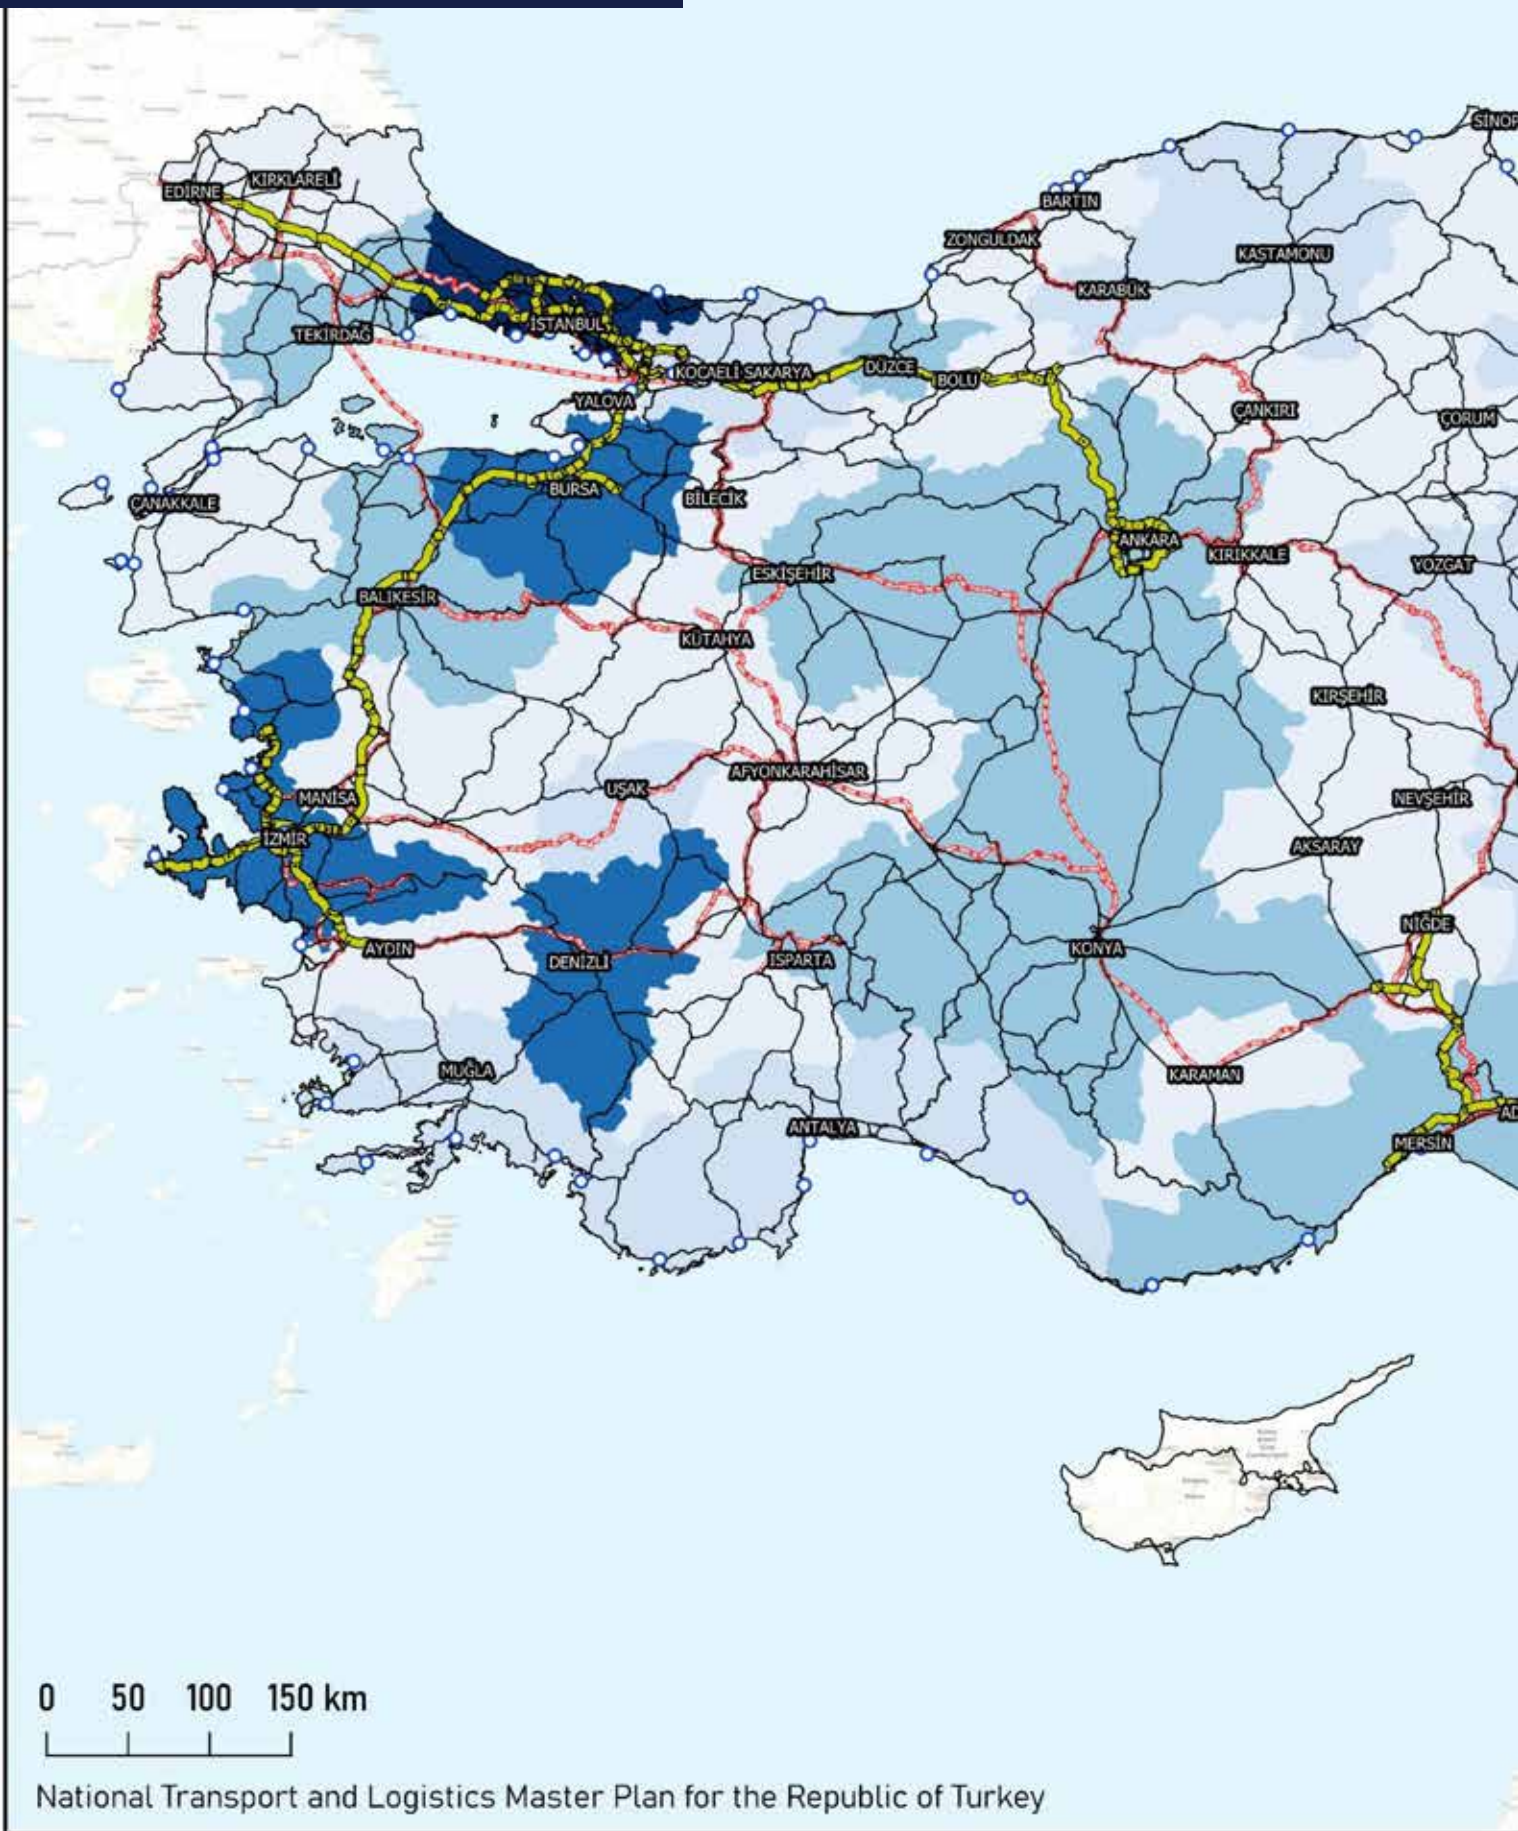 SİNOP
KIRKLARELİ
EDİRNE
BARTIN
ZONGULDAK
KASTAMONU
KARABÜK
İSTANBUL
TEKİRDAĞ
KOCAELİ SAKARYA
DÜZCE
BOLU
YALOVA
ÇANKIRI
ÇORUM
BURSA
BİLECİK
ÇANAKKALE
ANKARA
KIRIKKALE
YOZGAT
ESKİŞEHİR
BALIKESİR
KÜTAHYA
KIRŞEHİR
AFYONKARAHİSAR
UŞAK
MANİSA
NEVŞEHİR
İZMİR
AKSARAY
NİĞDE
AYDIN
DENİZLİ
ISPARTA
KONYA
MUĞLA
KARAMAN
AD
ANTALYA
MERSİN
0 50 100 150 km
National Transport and Logistics Master Plan for the Republic of Turkey